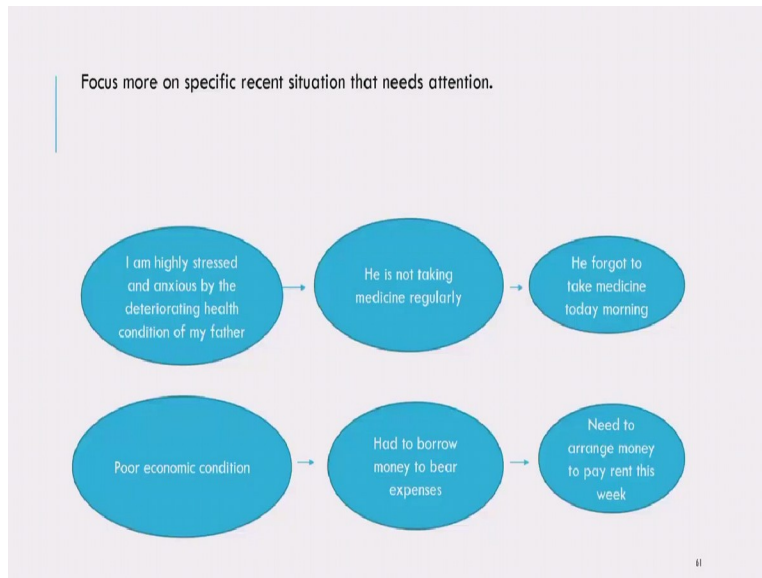 Focus more on specific recent situation that needs attention.
I am highly stressed
and anxious by the
deteriorating health
condition of my father
He is not taking
medicine regularly
He forgot to
take medicine
today morning
Poor economic condition
Had to borrow
money to bear
expenses
Need to
arrange money
to pay rent this
week
61